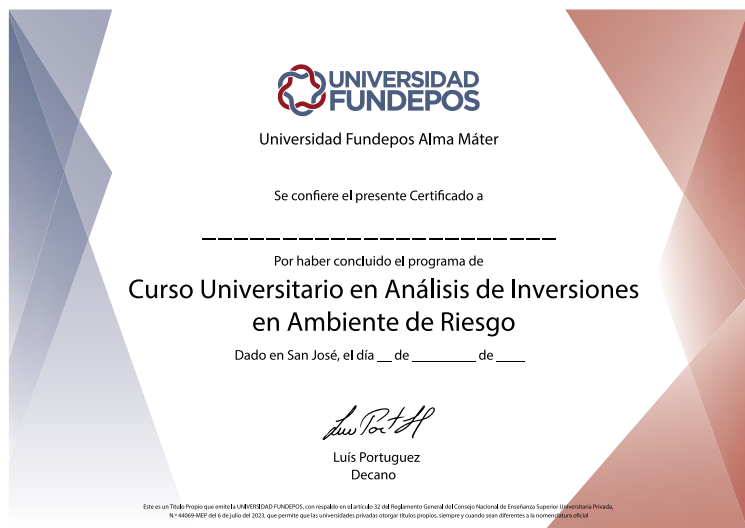 UNIVERSIDAD
FUNDEPOS
Universidad Fundepos Alma Máter
Se confiere el presente Certificado a
______________________
Por haber concluido el programa de
Curso Universitario en Análisis de Inversiones
en Ambiente de Riesgo
Dado en San José, el día __ de ________ de ____
Luís Portuguez
Decano
Este es un Título Propio que emite la UNIVERSIDAD FUNDEPOS, con respaldo en el artículo 32 del Reglamento General del Consejo Nacional de Enseñanza Superior Universitaria Privada,
N.º 44069-MEP del 6 de julio del 2023, que permite que las universidades privadas otorgar títulos propios, siempre y cuando sean diferentes a la nomenclatura oficial